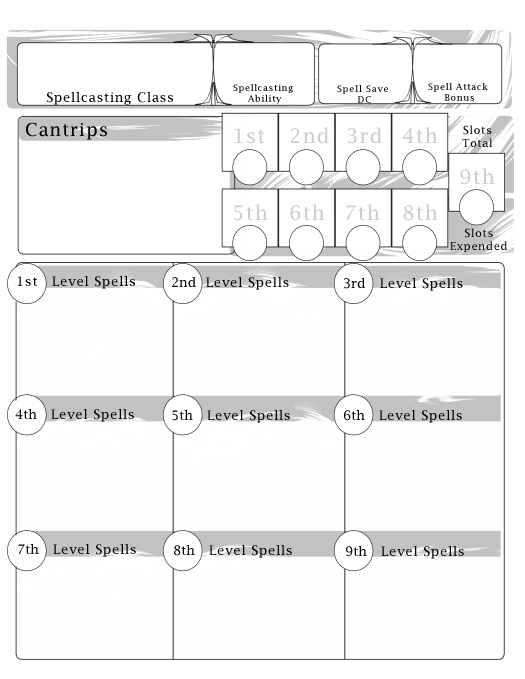 Spellcasting Class
Spellcasting
Ability
Spell Save
DC
Spell Attack
Bonus
Cantrips
1st
2nd
3rd
4th
Slots
Total
9th
5th
6th
7th
8th
Slots
Expended
1st Level Spells
2nd Level Spells
3rd Level Spells
4th Level Spells
5th Level Spells
6th Level Spells
7th Level Spells
8th Level Spells
9th Level Spells